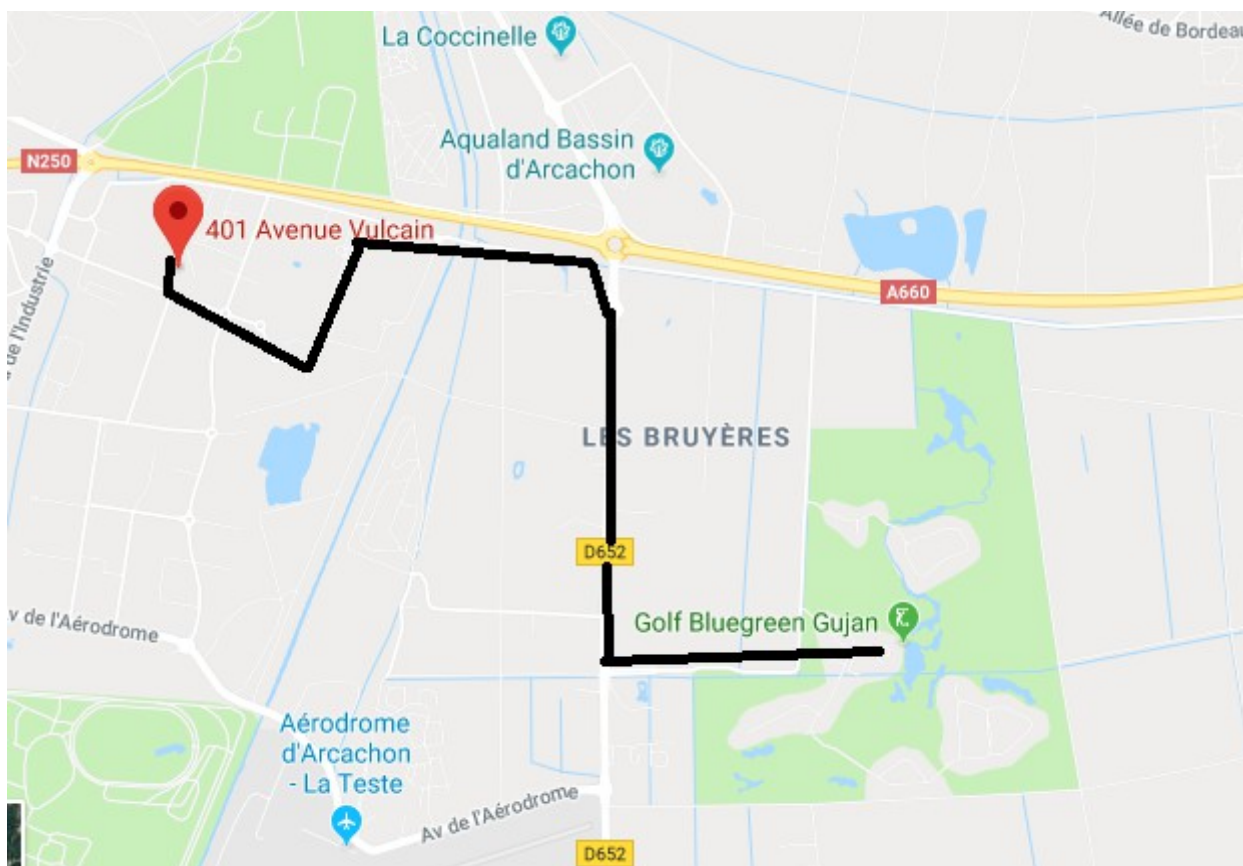 Allée de Bordeau
La Coccinelle
Aqualand Bassin
d'Arcachon
N250
401 Avenue Vulcain
A660
de l'Industrie
LES BRUYÈRES
D652
Golf Bluegreen Gujan
v de l'Aérodrome
Aérodrome
d'Arcachon
- La Teste
Av de l'Aérodrome
D652